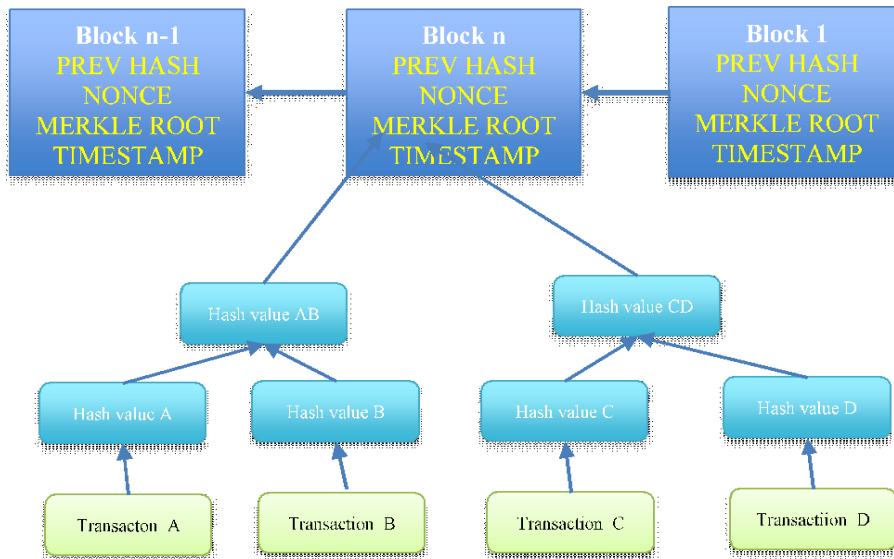 Block n-1
PREV HASH
NONCE
MERKLE ROOT
TIMESTAMP
Block n
PREV HASH
NONCE
MERKLE ROOT
TIMESTAMP
Block 1
PREV HASH
NONCE
MERKLE ROOT
TIMESTAMP
Hash value AB
Hash value CD
Hash value A
Hash value B
Hash value C
Hash value D
Transacton A
Transaction B
Transaction C
Transactiion D